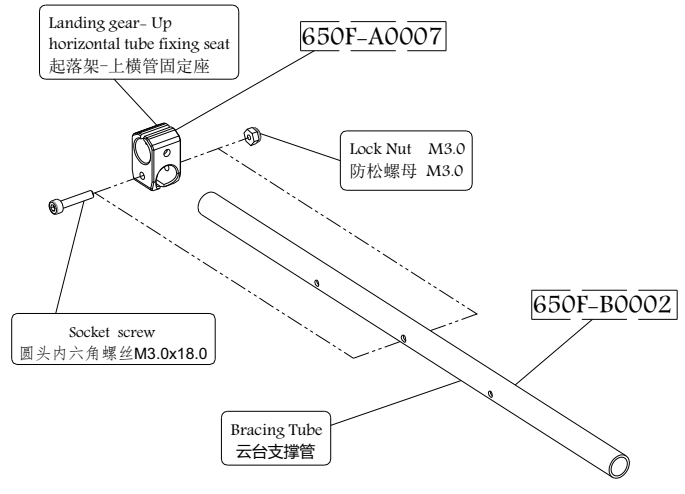 Landing gear- Up
horizontal tube fixing seat
起落架-上横管固定座
650F-A0007
Lock Nut M3.0
防松螺母 M3.0
650F-B0002
Socket screw
圆头内六角螺丝M3.0x18.0
Bracing Tube
云台支撑管